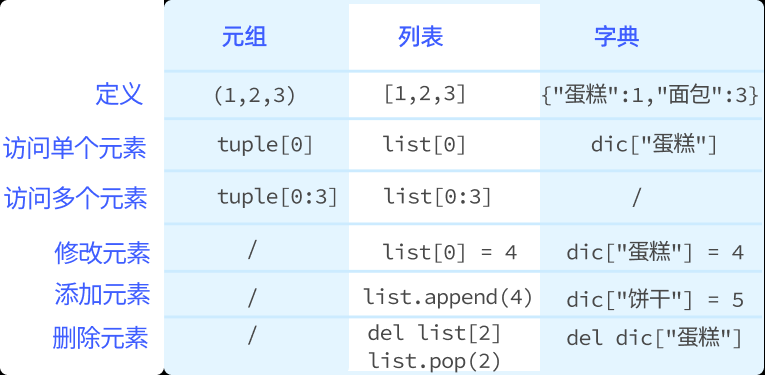 元组 列表 字典
定义 (1,2,3) [1,2,3] {"蛋糕":1,"面包":3}
访问单个元素 tuple[0] list[0] dic["蛋糕"]
访问多个元素 tuple[0:3] list[0:3] /
修改元素 / list[0] = 4 dic["蛋糕"] = 4
添加元素 / list.append(4) dic["饼干"] = 5
删除元素 / del list[2] del dic["蛋糕"]
list.pop(2)